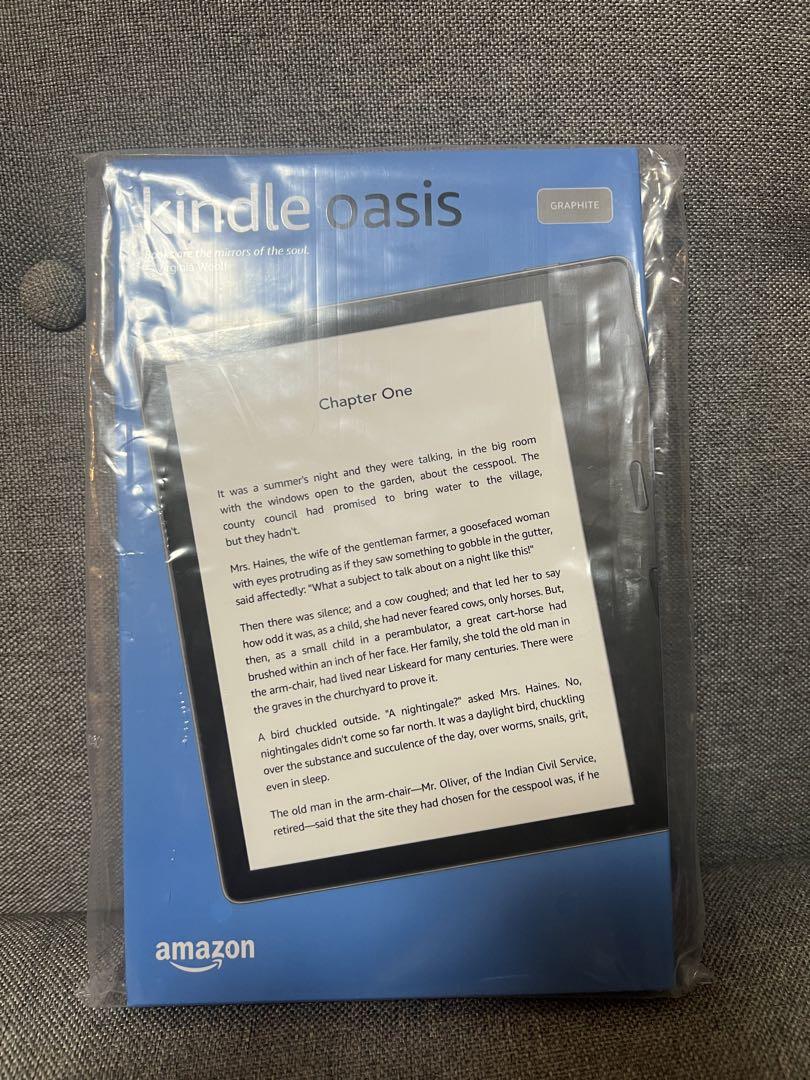 kindle oasis
GRAPHITE
Books are the mirrors of the soul.
Virginia Woolf
Chapter One
It was a summer's night and they were talking, in the big room
with the windows open to the garden, about the cesspool. The
county council had promised to bring water to the village,
but they hadn't.
Mrs. Haines, the wife of the gentleman farmer, a goosefaced woman
with eyes protruding as if they saw something to gobble in the gutter,
said affectedly: "What a subject to talk about on a night like this!"
Then there was silence; and a cow coughed; and that led her to say
how odd it was, as a child, she had never feared cows, only horses. But,
then, as a small child in a perambulator, a great cart-horse had
brushed within an inch of her face. Her family, she told the old man in
the arm-chair, had lived near Liskeard for many centuries. There were
the graves in the churchyard to prove it.
A bird chuckled outside. "A nightingale?" asked Mrs. Haines. No,
nightingales didn't come so far north. It was a daylight bird, chuckling
over the substance and succulence of the day, over worms, snails, grit,
even in sleep.
The old man in the arm-chair—Mr. Oliver, of the Indian Civil Service,
retired—said that the site they had chosen for the cesspool was, if he
amazon